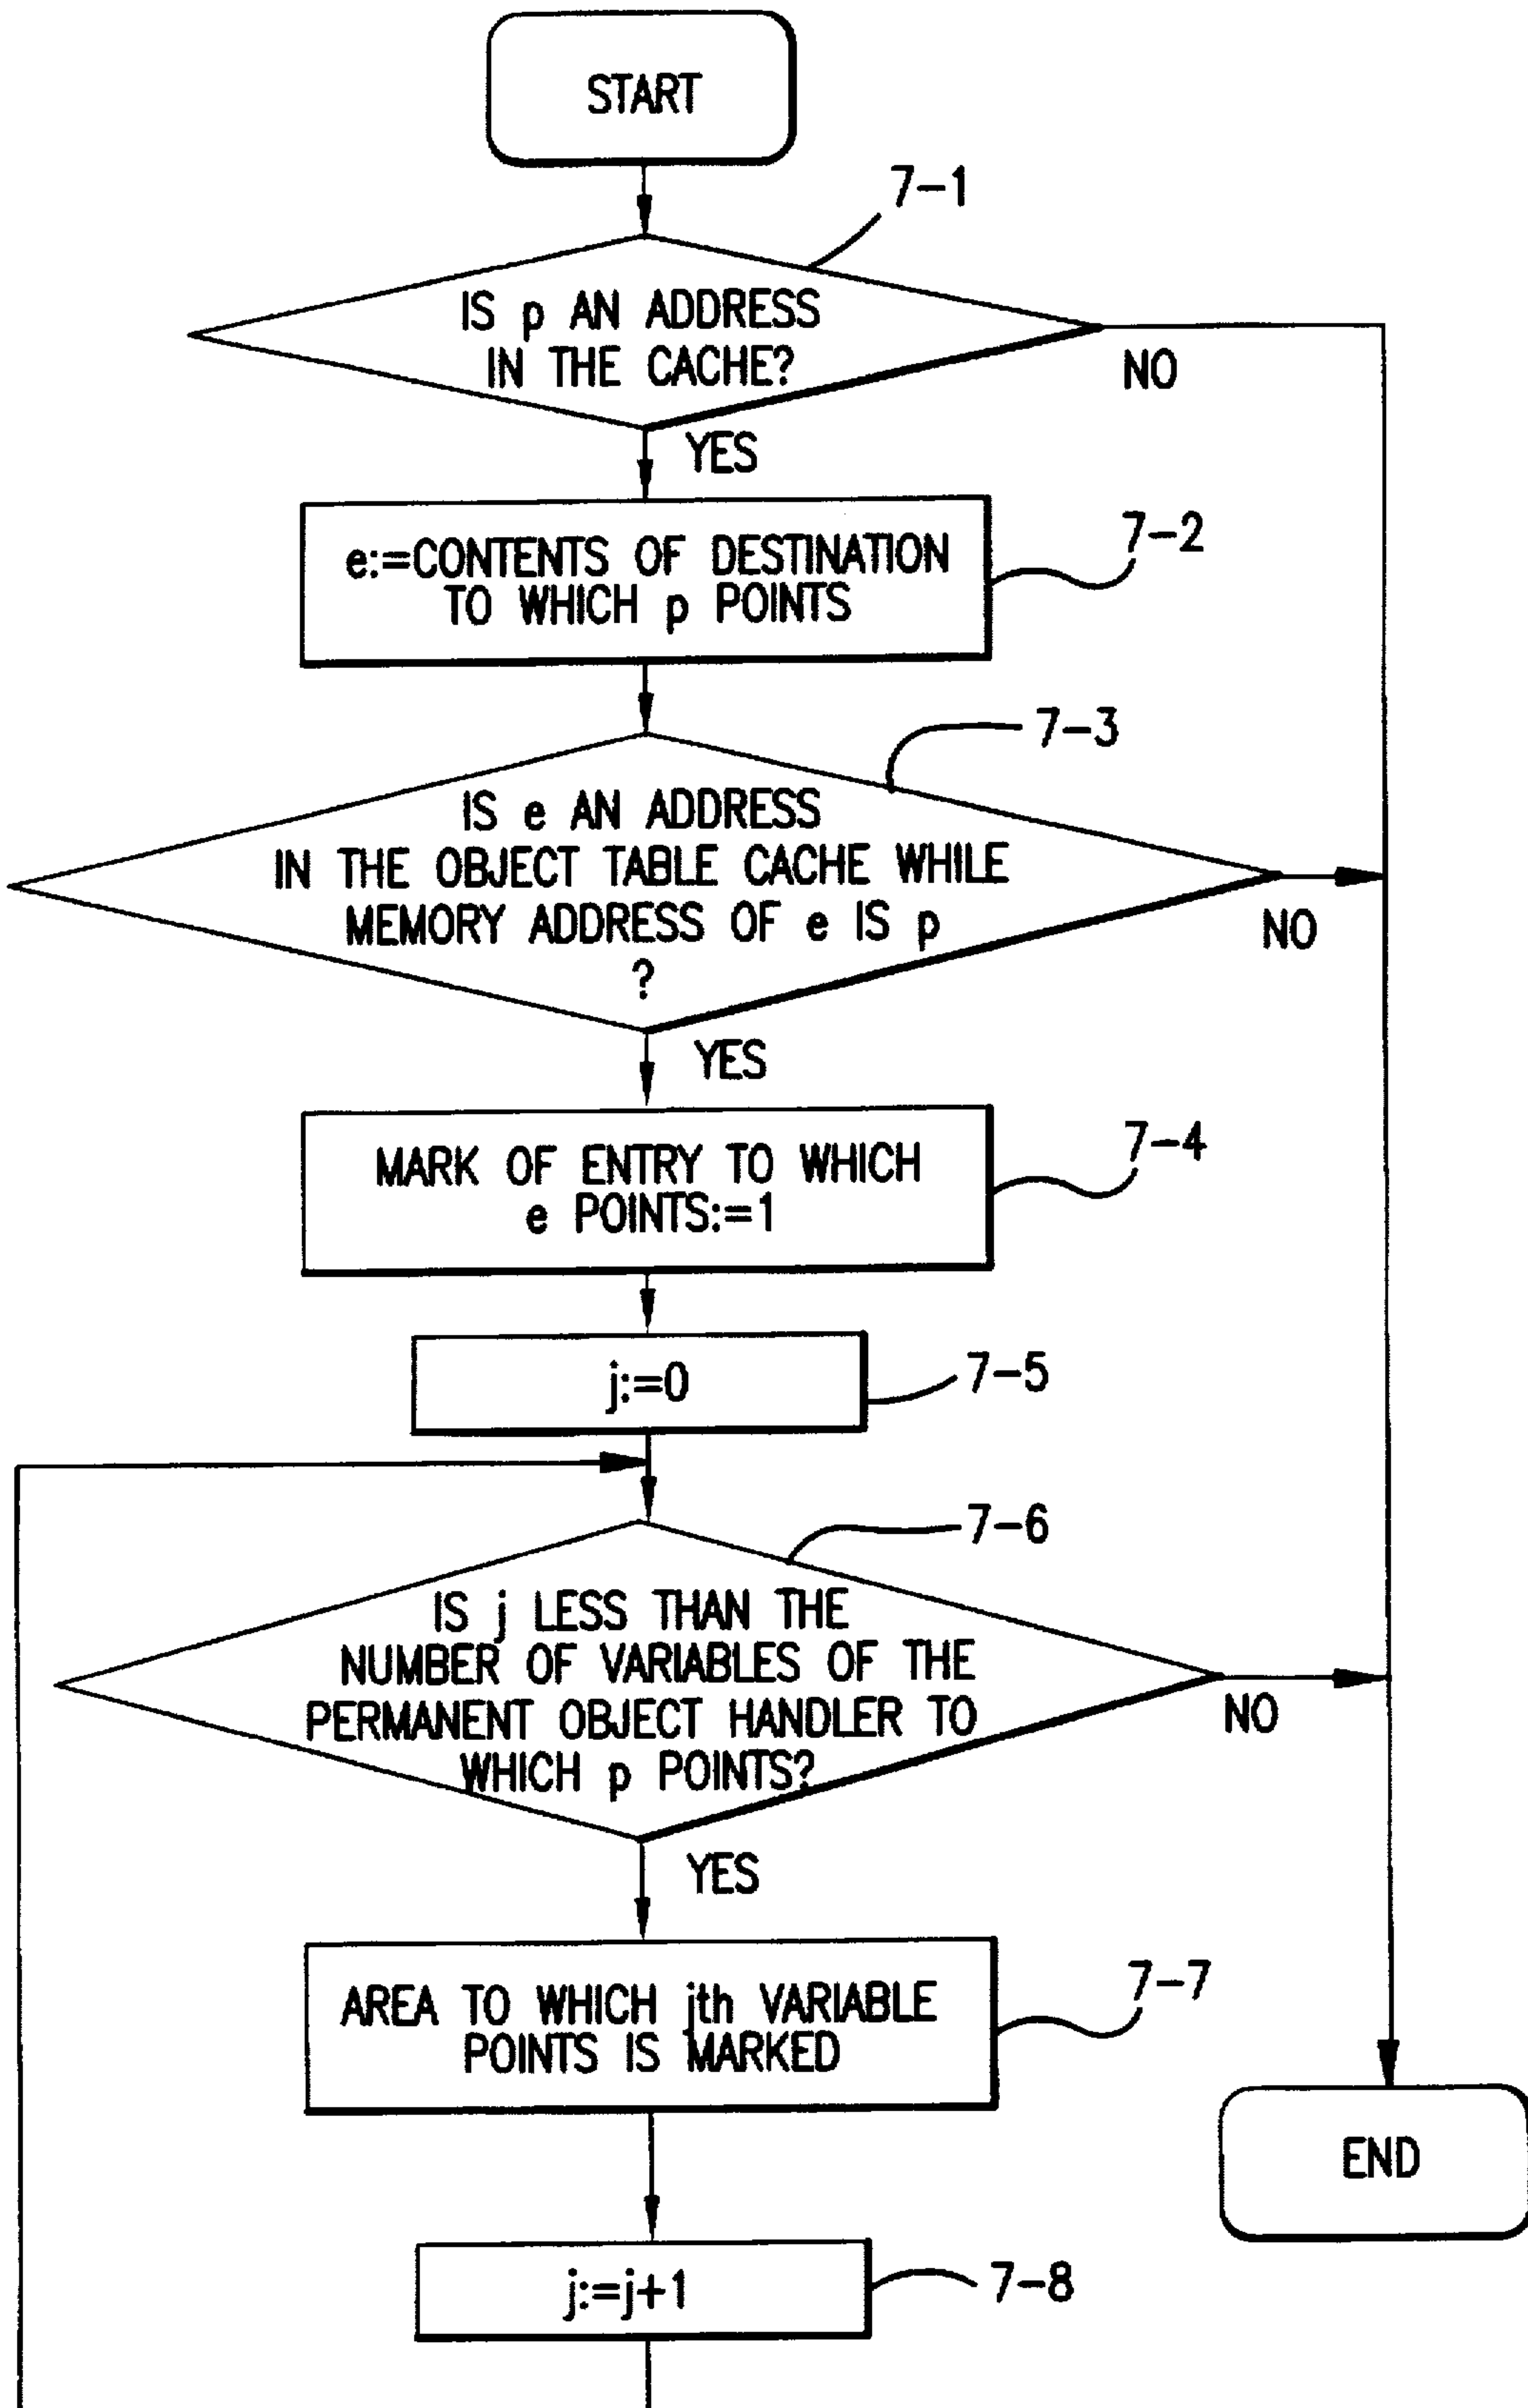 START
7-1
IS p AN ADDRESS
IN THE CACHE?
NO
YES
e:=CONTENTS OF DESTINATION
TO WHICH p POINTS
7-2
7-3
IS e AN ADDRESS
IN THE OBJECT TABLE CACHE WHILE
MEMORY ADDRESS OF e IS p
?
NO
YES
MARK OF ENTRY TO WHICH
e POINTS:=1
7-4
j:=0
7-5
7-6
IS j LESS THAN THE
NUMBER OF VARIABLES OF THE
PERMANENT OBJECT HANDLER TO
WHICH p POINTS?
NO
YES
AREA TO WHICH jth VARIABLE
POINTS IS MARKED
7-7
END
j:=j+1
7-8